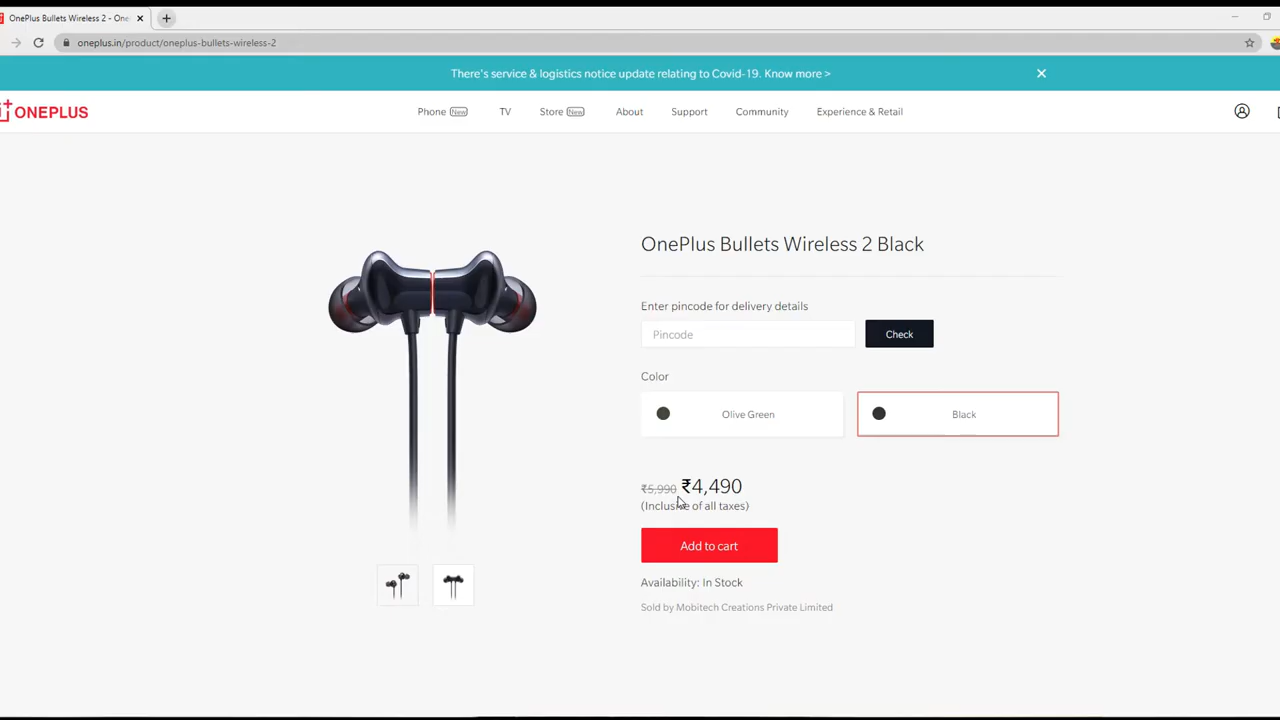 OnePlus Bullets Wireless 2 - One
oneplus.in/product/oneplus-bullets-wireless-2
There's service & logistics notice update relating to Covid-19. Know more >
ONEPLUS
Phone New TV Store New About Support Community Experience & Retail
OnePlus Bullets Wireless 2 Black
Enter pincode for delivery details
Pincode Check
Color
Olive Green Black
₹5,990 ₹4,490
(Inclusive of all taxes)
Add to cart
Availability: In Stock
Sold by Mobitech Creations Private Limited